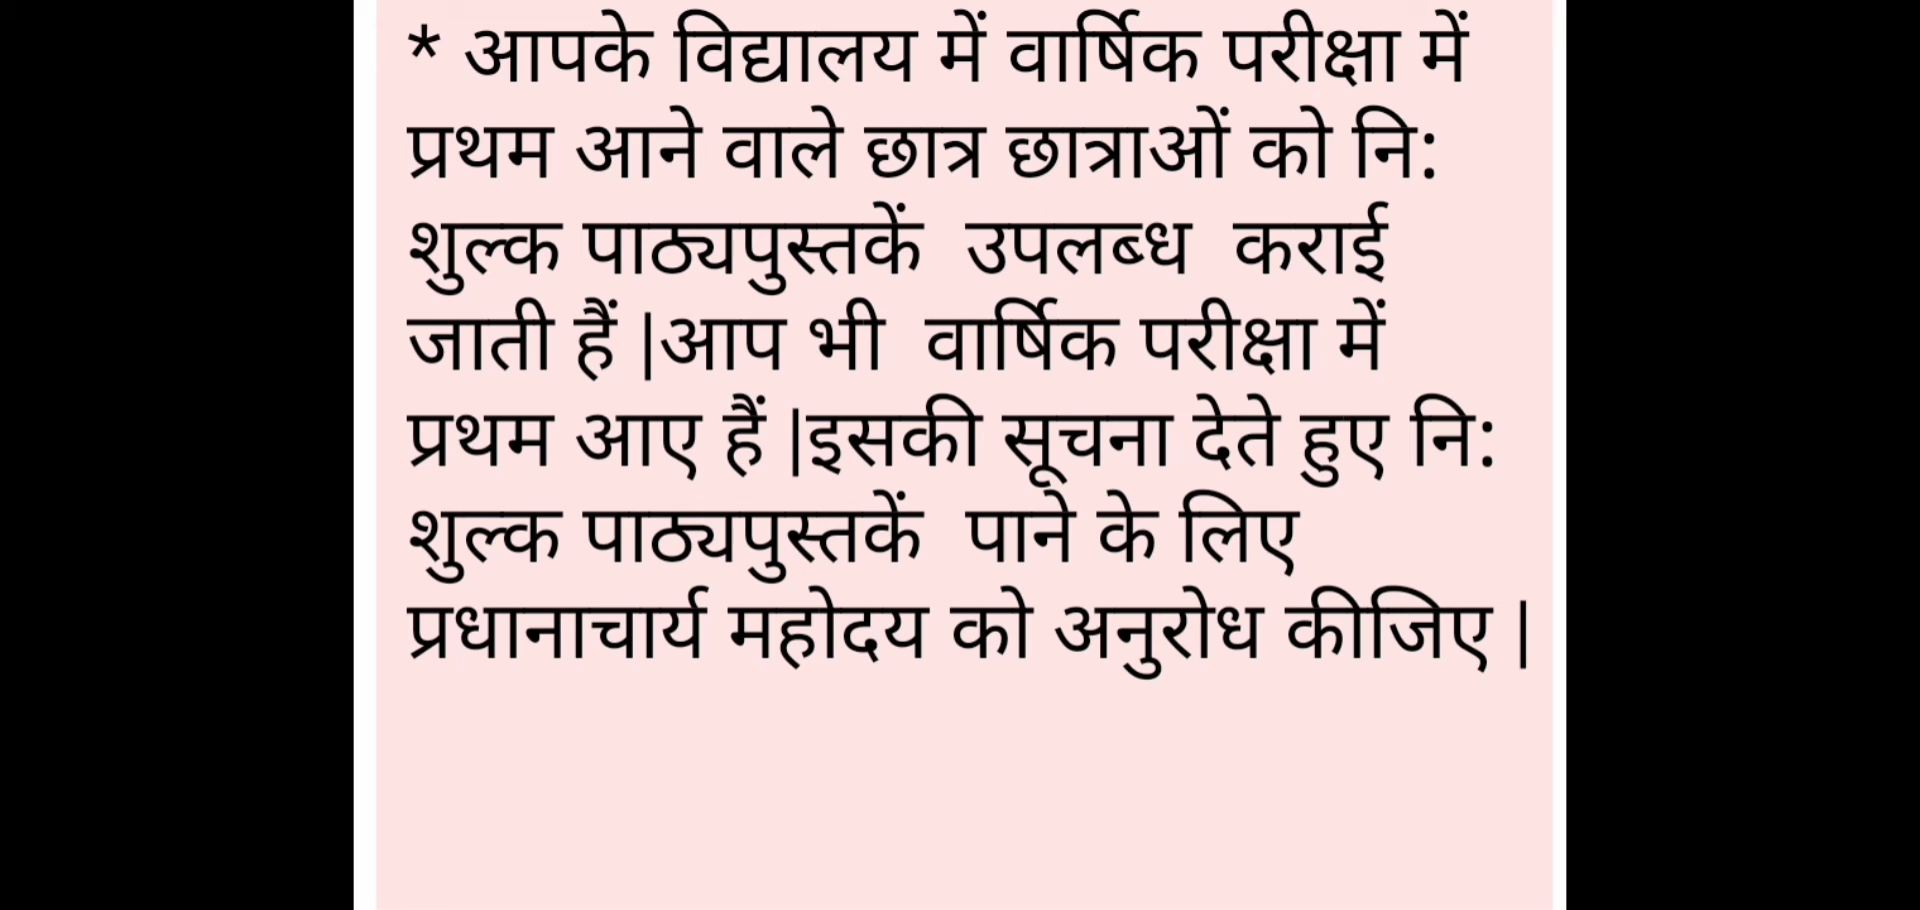 * आपके विद्यालय में वार्षिक परीक्षा में
प्रथम आने वाले छात्र छात्राओं को नि:
शुल्क पाठ्यपुस्तकें  उपलब्ध  कराई
जाती हैं |आप भी  वार्षिक परीक्षा में
प्रथम आए हैं |इसकी सूचना देते हुए नि:
शुल्क पाठ्यपुस्तकें  पाने के लिए
प्रधानाचार्य महोदय को अनुरोध कीजिए |